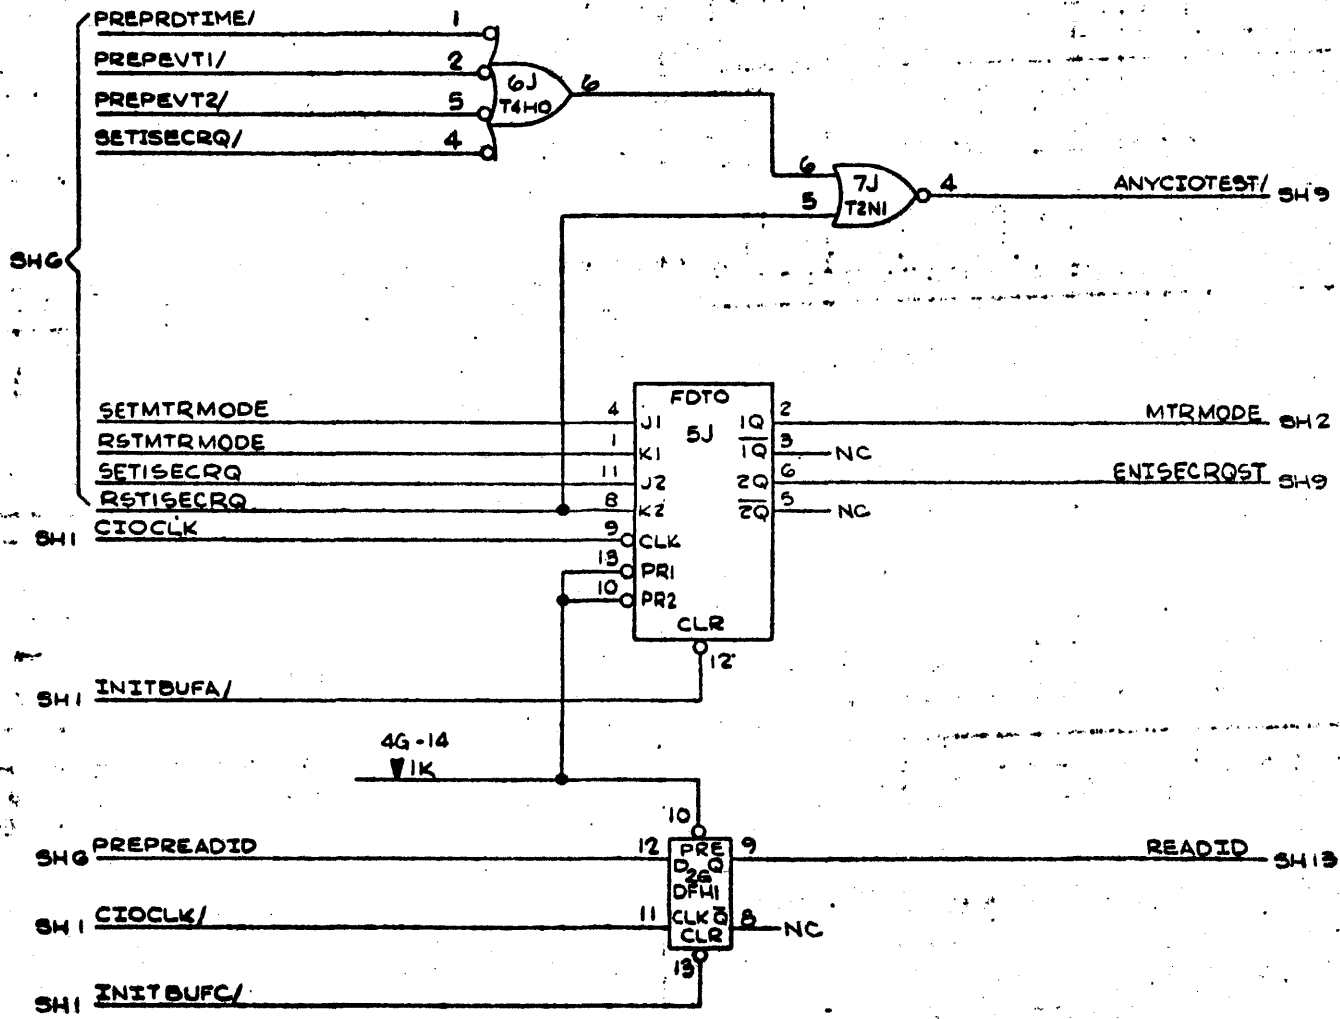 PREPRDTIME/ 1
PREPEVT1/ 2
PREPEVT2/ 5
SETISECRQ/ 4
6J
T4HO
6
6
5
7J
T2N1
4
ANYCIOTEST/ SH9
SH6
SETMTRMODE 4 J1
RSTMTRMODE 1 K1
SETISECRQ 11 J2
RSTISECRQ 8 K2
SH1 CIOCLK 9 CLK
13 PR1
10 PR2
FDTO
5J
1Q 2 MTRMODE SH2
1Q 3 NC
2Q 6 ENISECRQST SH9
2Q 5 NC
CLR
12
SH1 INITBUFA/
4G-14
1K
10
SH6 PREPREADID 12
PRE
D Q
2G
DFH1
9 READID SH13
SH1 CIOCLK/ 11 CLK Q 8 NC
CLR
13
SH1 INITBUFC/